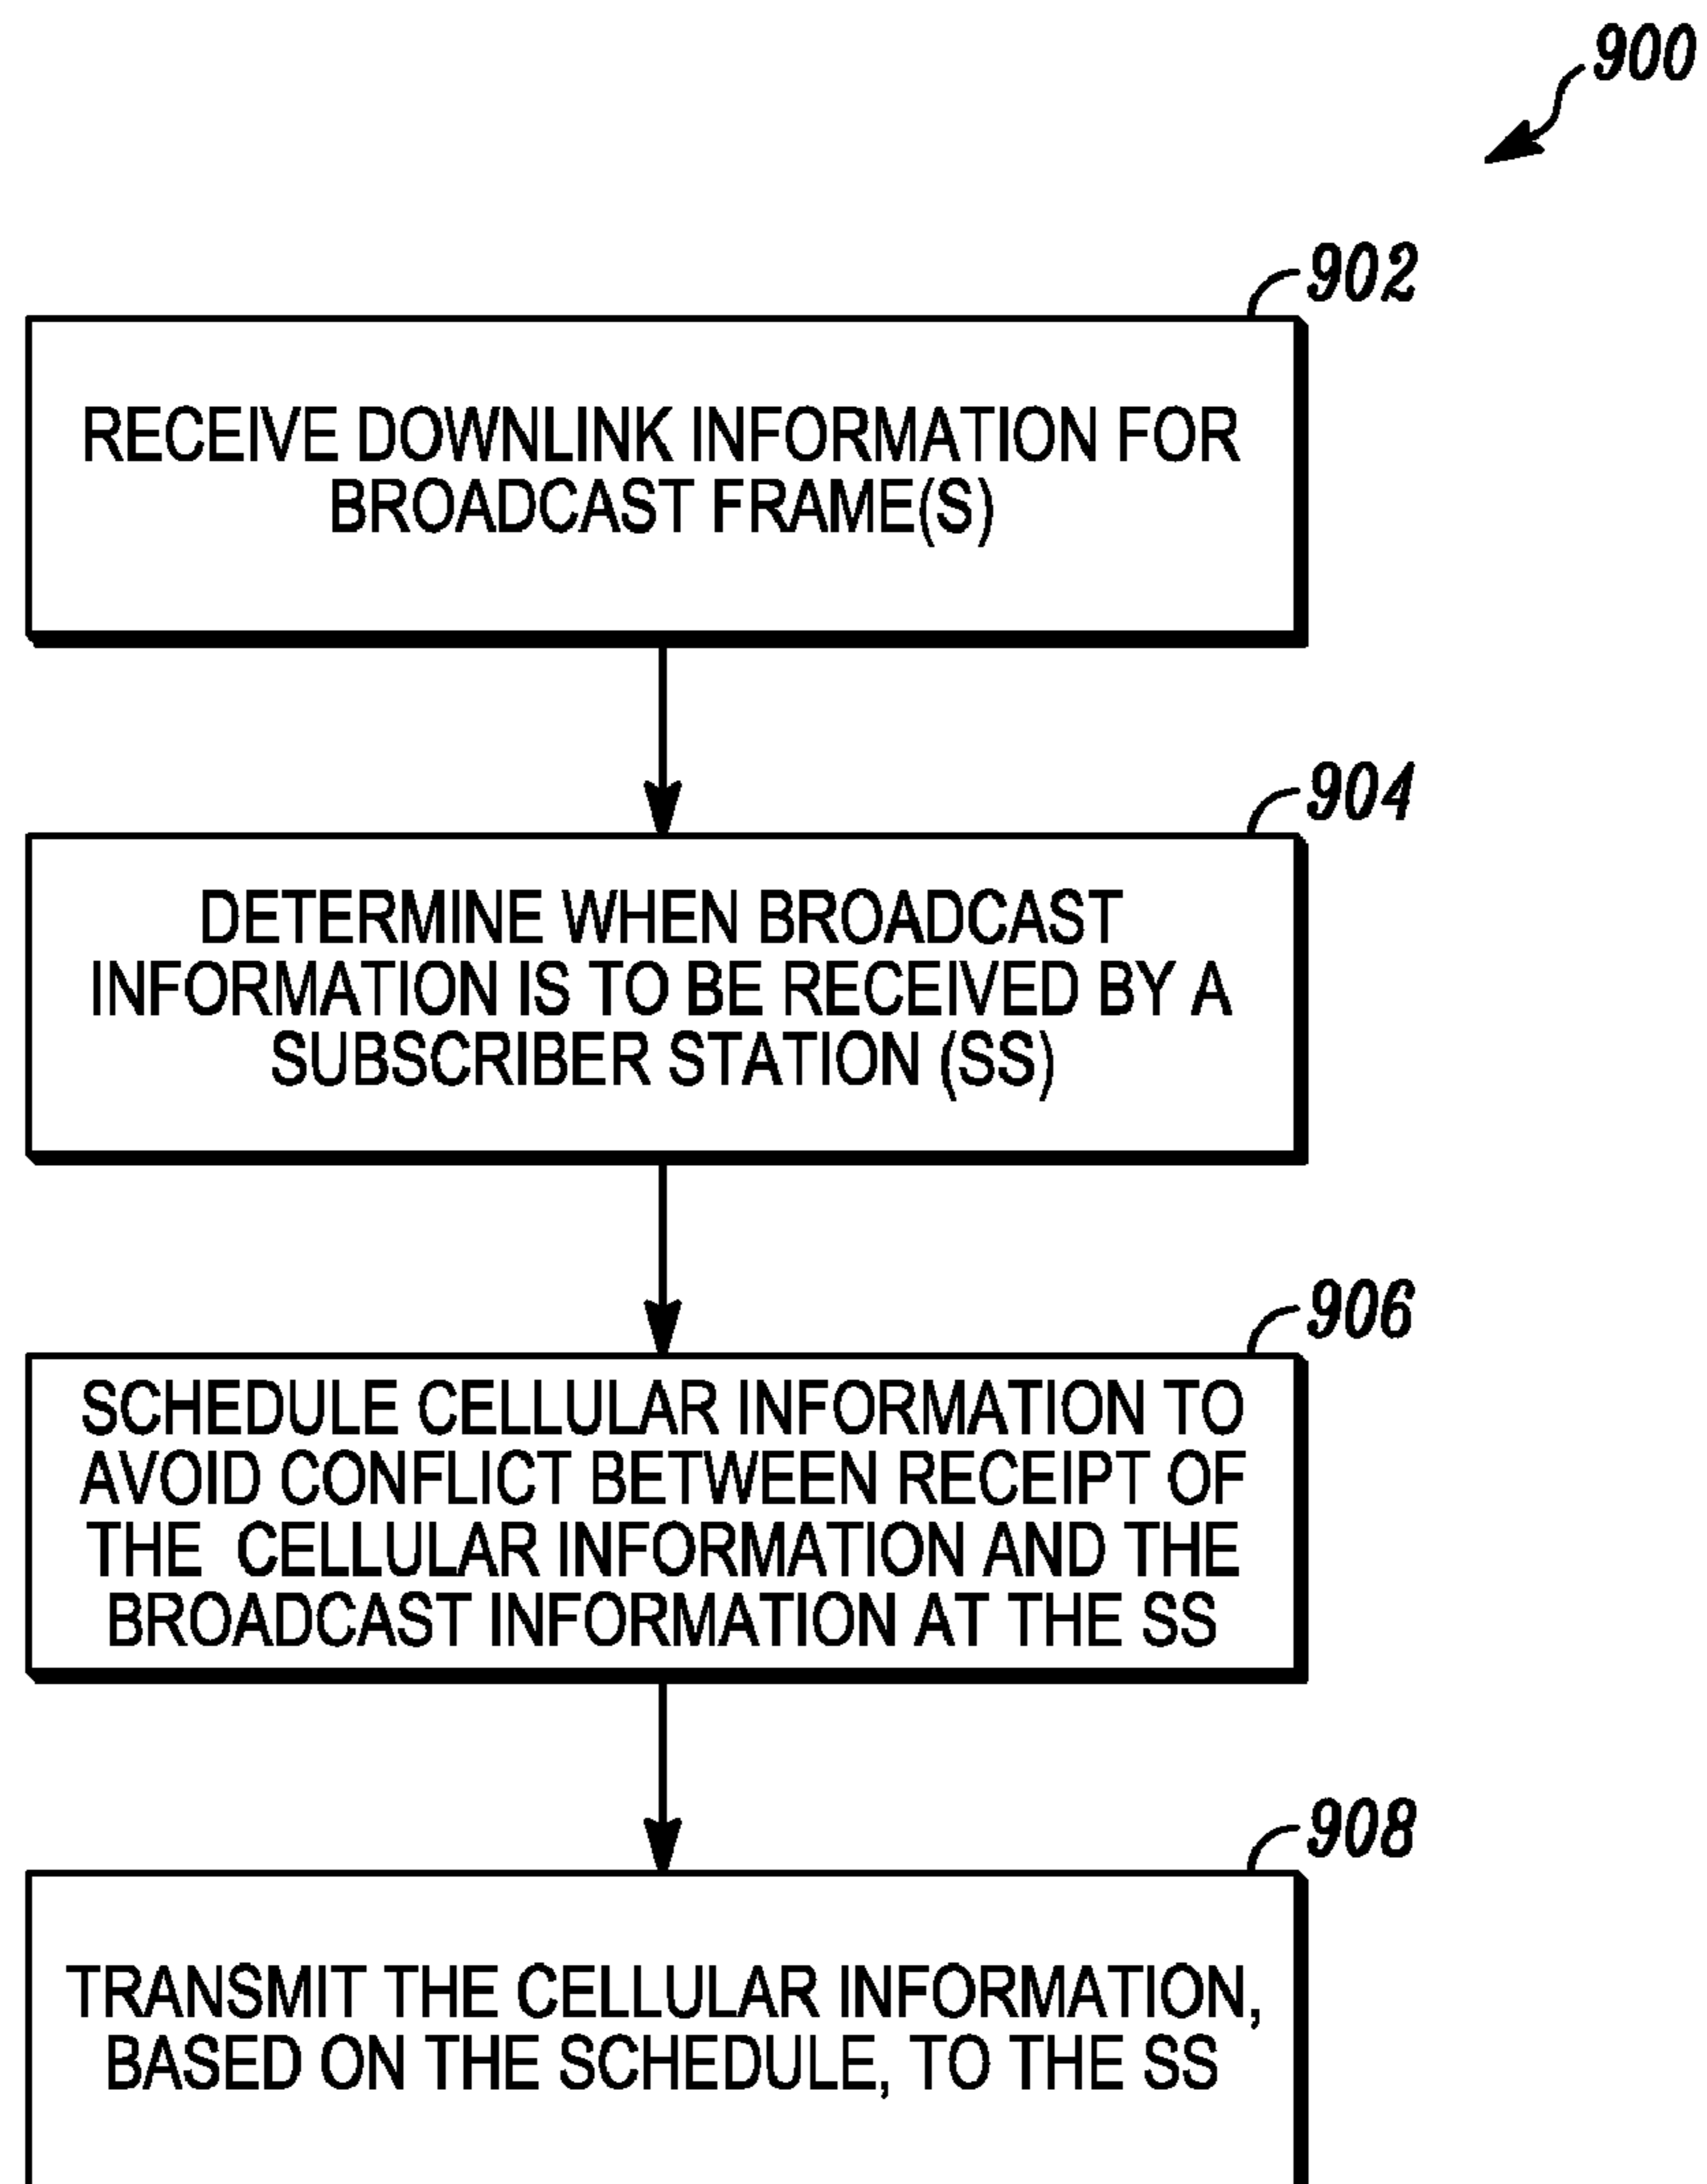 900
902
RECEIVE DOWNLINK INFORMATION FOR
BROADCAST FRAME(S)
904
DETERMINE WHEN BROADCAST
INFORMATION IS TO BE RECEIVED BY A
SUBSCRIBER STATION (SS)
906
SCHEDULE CELLULAR INFORMATION TO
AVOID CONFLICT BETWEEN RECEIPT OF
THE CELLULAR INFORMATION AND THE
BROADCAST INFORMATION AT THE SS
908
TRANSMIT THE CELLULAR INFORMATION,
BASED ON THE SCHEDULE, TO THE SS